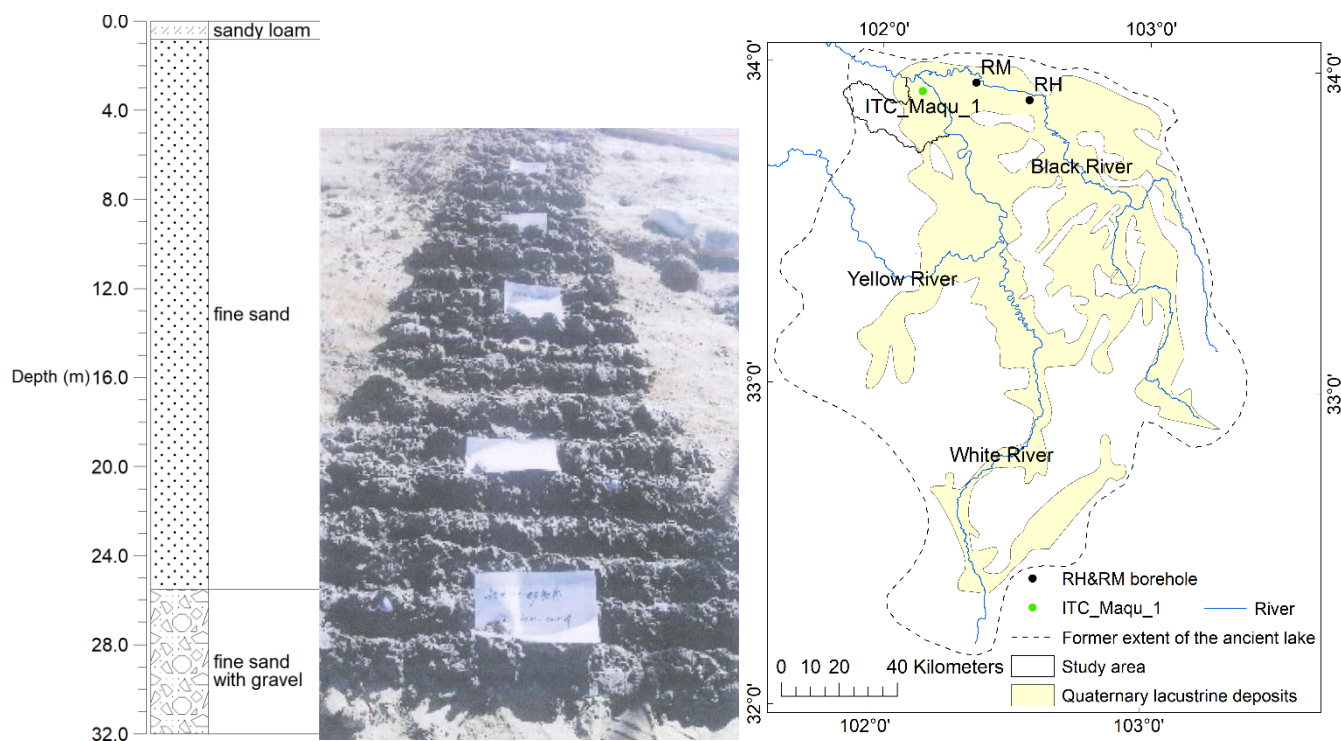 0.0
sandy loam
4.0
8.0
12.0
fine sand
Depth (m) 16.0
20.0
24.0
28.0
fine sand
with gravel
32.0
102°0'
103°0'
34°0'
34°0'
RM
RH
ITC_Maqu_1
Black River
Yellow River
33°0'
33°0'
White River
RH&RM borehole
ITC_Maqu_1
River
Former extent of the ancient lake
0 10 20 40 Kilometers
Study area
Quaternary lacustrine deposits
32°0'
102°0'
103°0'